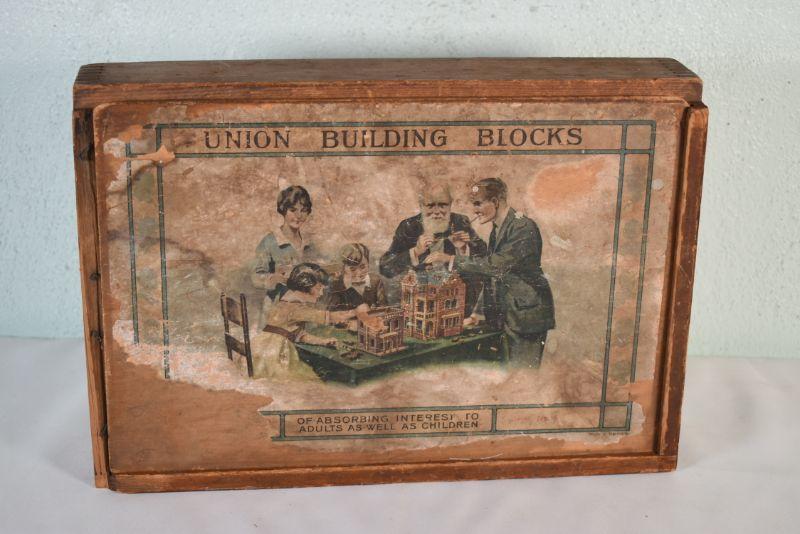 UNION BUILDING BLOCKS
OF ABSORBING INTEREST TO
ADULTS AS WELL AS CHILDREN